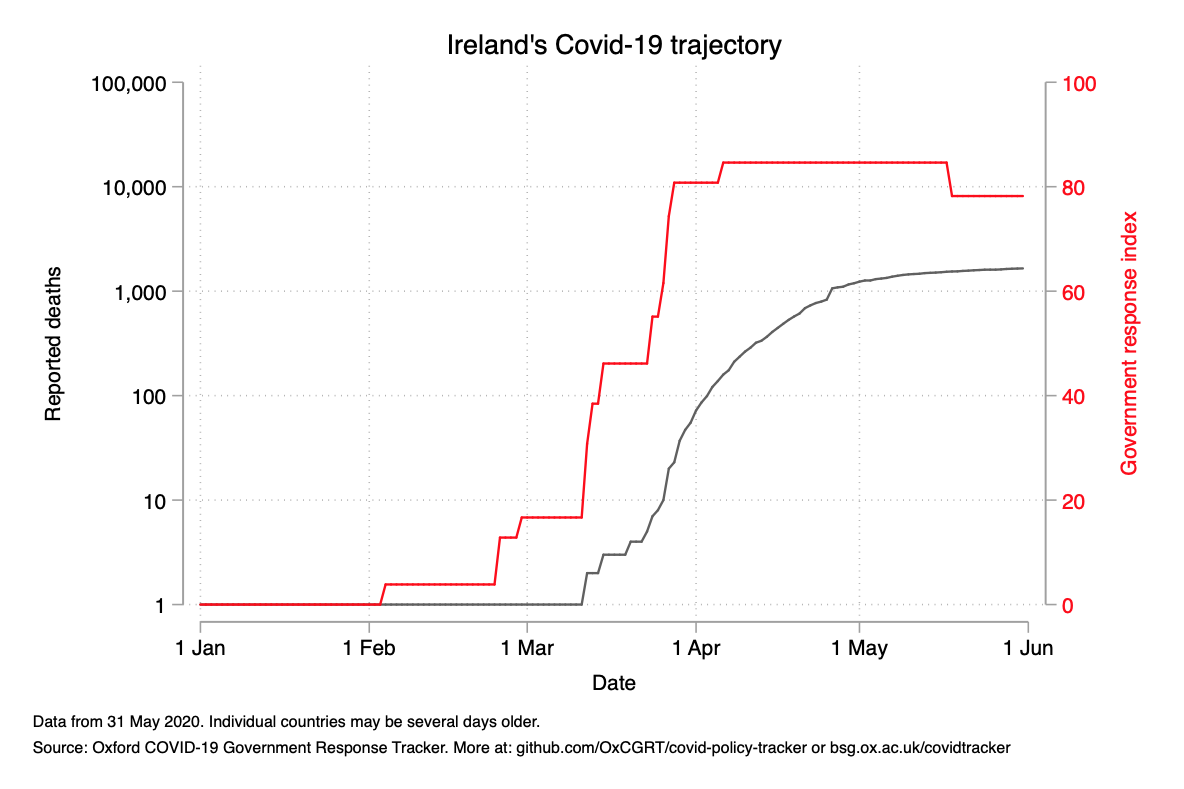 Ireland's Covid-19 trajectory
100,000
10,000
1,000
100
10
1
Reported deaths
100
80
60
40
20
0
Government response index
1 Jan
1 Feb
1 Mar
1 Apr
1 May
1 Jun
Date
Data from 31 May 2020. Individual countries may be several days older.
Source: Oxford COVID-19 Government Response Tracker. More at: github.com/OxCGRT/covid-policy-tracker or bsg.ox.ac.uk/covidtracker